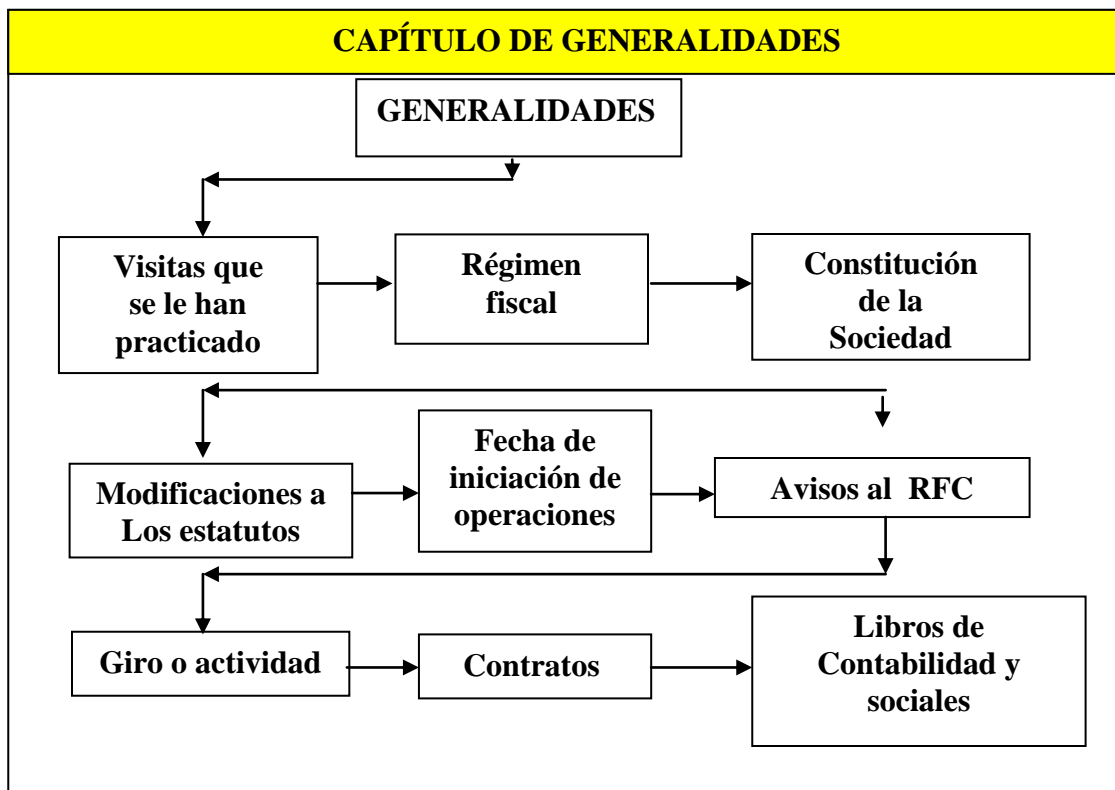 CAPÍTULO DE GENERALIDADES
GENERALIDADES
Visitas que
se le han
practicado
Régimen
fiscal
Constitución
de la
Sociedad
Modificaciones a
Los estatutos
Fecha de
iniciación de
operaciones
Avisos al RFC
Giro o actividad
Contratos
Libros de
Contabilidad y
sociales